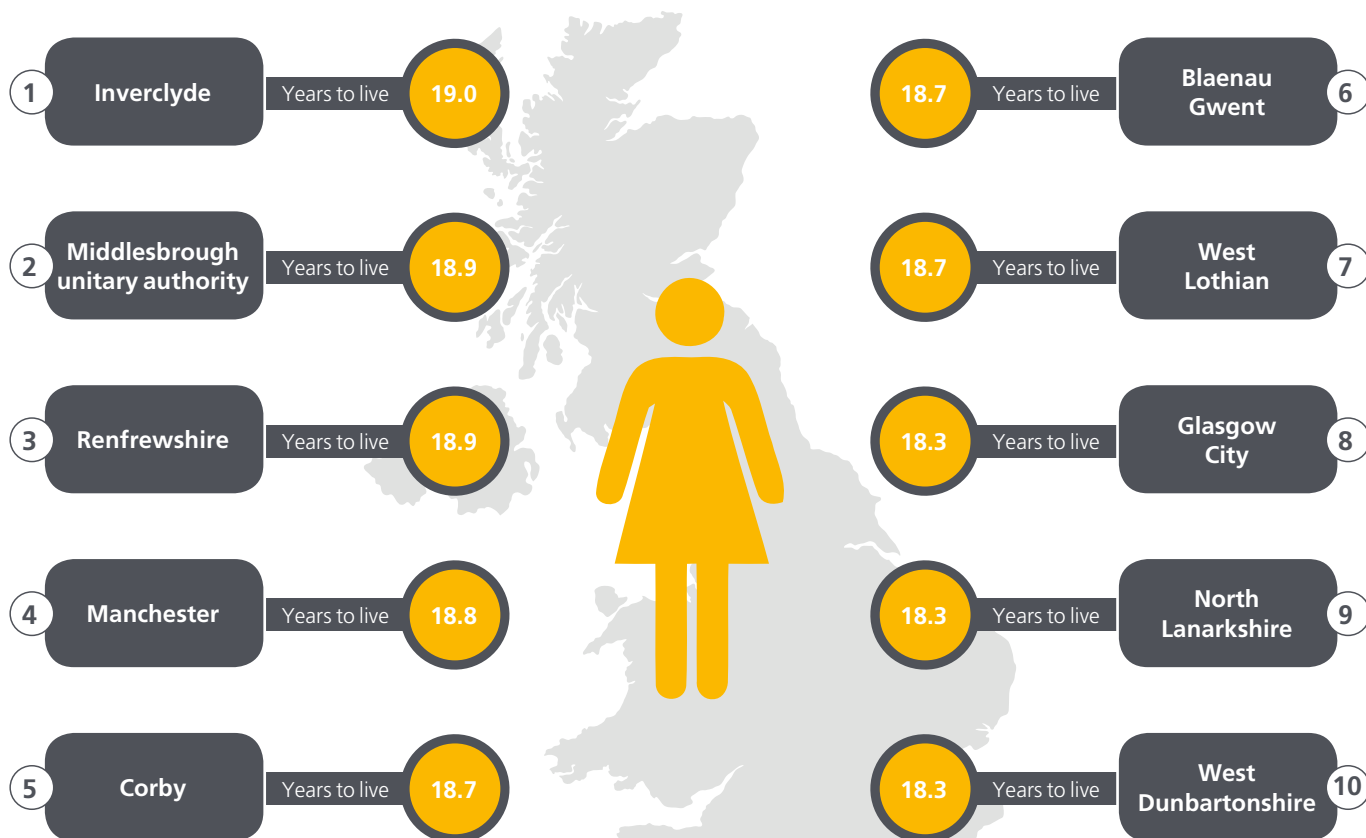 1
Inverclyde
Years to live
19.0
2
Middlesbrough
unitary authority
Years to live
18.9
3
Renfrewshire
Years to live
18.9
4
Manchester
Years to live
18.8
5
Corby
Years to live
18.7
18.7
Years to live
Blaenau
Gwent
6
18.7
Years to live
West
Lothian
7
18.3
Years to live
Glasgow
City
8
18.3
Years to live
North
Lanarkshire
9
18.3
Years to live
West
Dunbartonshire
10